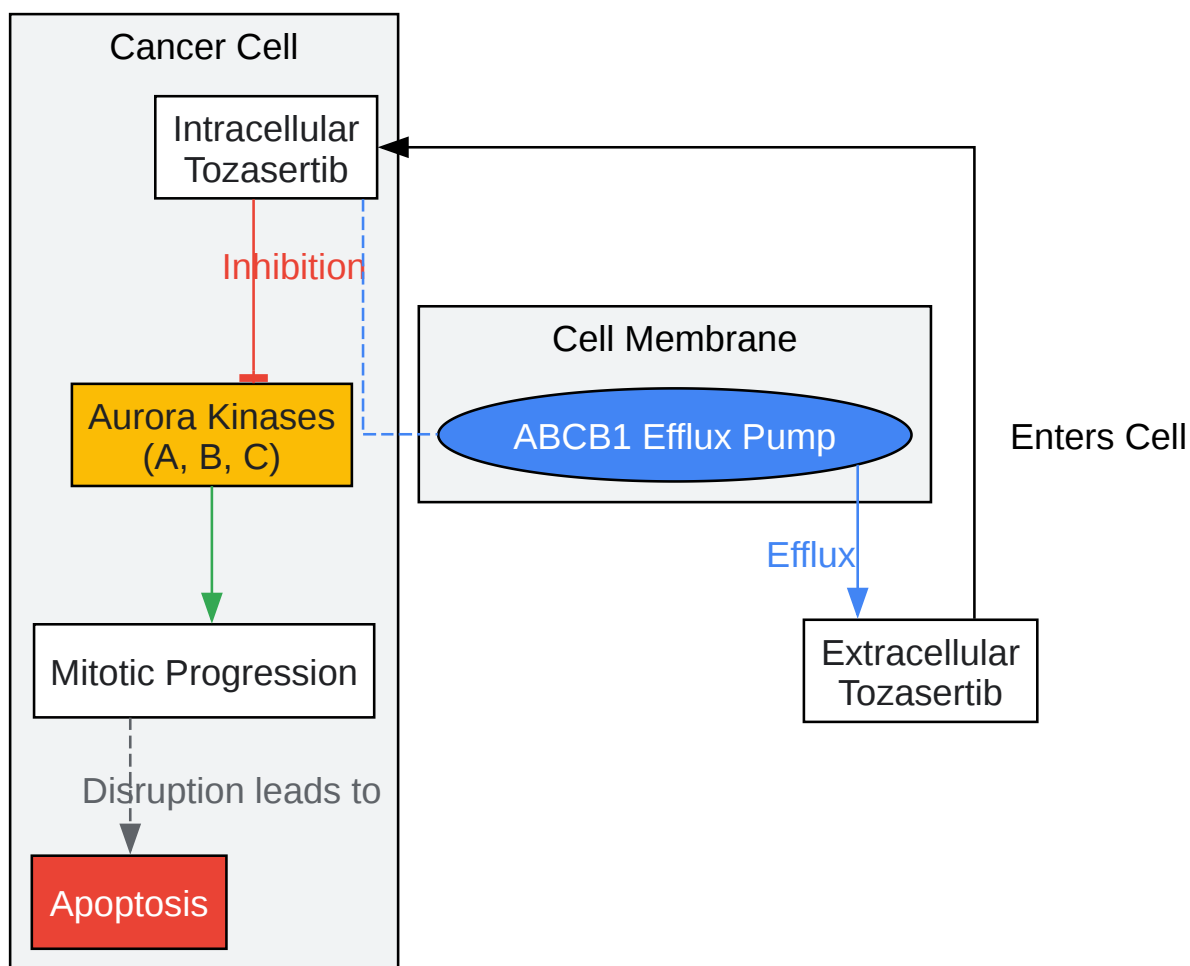 Cancer Cell
Intracellular
Tozasertib
Inhibition
Cell Membrane
Aurora Kinases
(A, B, C)
ABCB1 Efflux Pump
Enters Cell
Efflux
Mitotic Progression
Extracellular
Tozasertib
Disruption leads to
Apoptosis